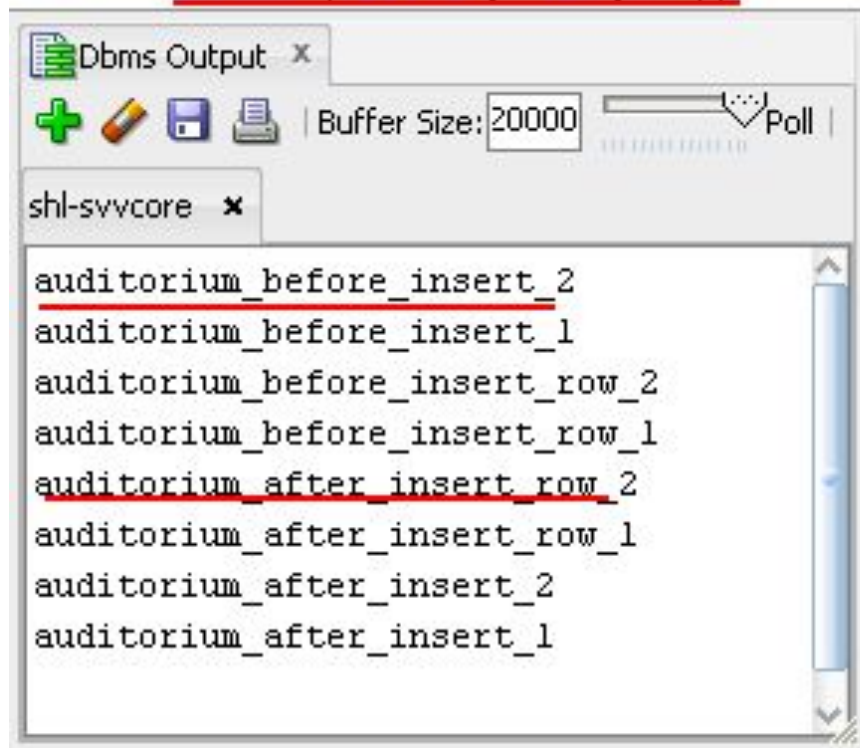 Dbms Output
Buffer Size: 20000 Poll
shl-svvcore
auditorium_before_insert_2
auditorium_before_insert_1
auditorium_before_insert_row_2
auditorium_before_insert_row_1
auditorium_after_insert_row_2
auditorium_after_insert_row_1
auditorium_after_insert_2
auditorium_after_insert_1